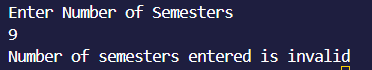 Enter Number of Semesters
9
Number of semesters entered is invalid